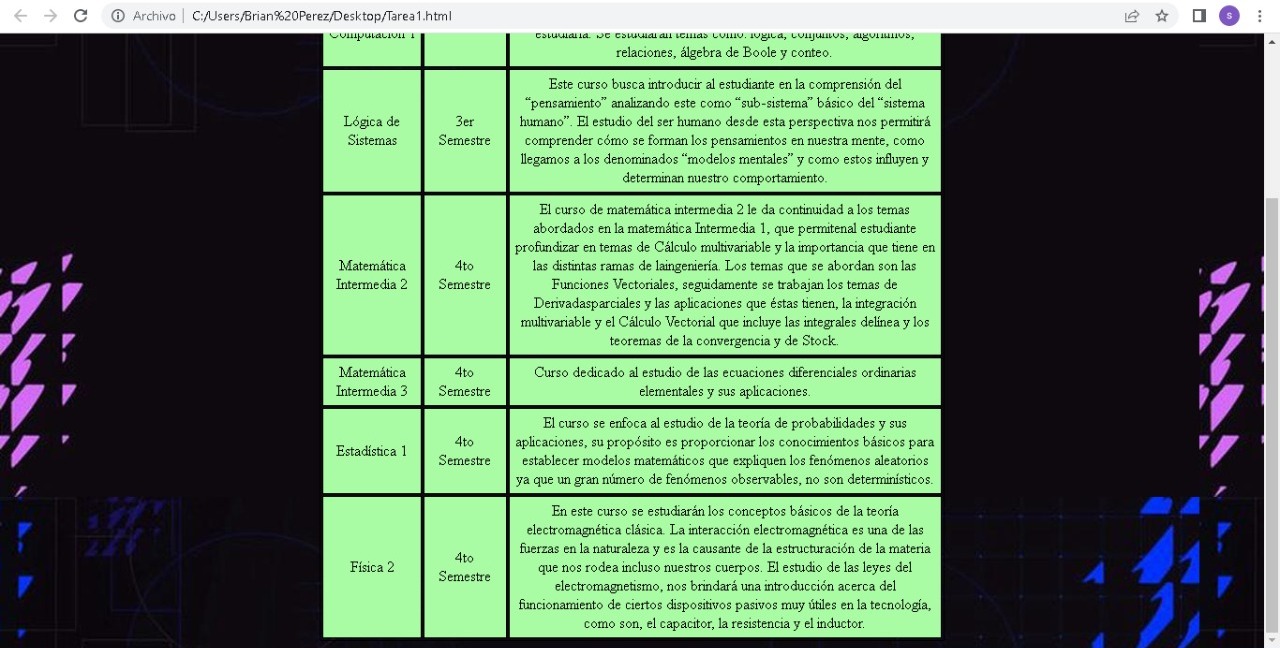 Archivo | C:/Users/Brian%20Perez/Desktop/Tarea1.html
S
Computación 1
estudiaría. Se estudiarán temas como: lógica, conjuntos, algoritmos,
relaciones, álgebra de Boole y conteo.
Lógica de
Sistemas
3er
Semestre
Este curso busca introducir al estudiante en la comprensión del
“pensamiento” analizando este como “sub-sistema” básico del “sistema
humano”. El estudio del ser humano desde esta perspectiva nos permitirá
comprender cómo se forman los pensamientos en nuestra mente, como
llegamos a los denominados “modelos mentales” y como estos influyen y
determinan nuestro comportamiento.
Matemática
Intermedia 2
4to
Semestre
El curso de matemática intermedia 2 le da continuidad a los temas
abordados en la matemática Intermedia 1, que permitenal estudiante
profundizar en temas de Cálculo multivariable y la importancia que tiene en
las distintas ramas de laingeniería. Los temas que se abordan son las
Funciones Vectoriales, seguidamente se trabajan los temas de
Derivadasparciales y las aplicaciones que éstas tienen, la integración
multivariable y el Cálculo Vectorial que incluye las integrales delínea y los
teoremas de la convergencia y de Stock.
Matemática
Intermedia 3
4to
Semestre
Curso dedicado al estudio de las ecuaciones diferenciales ordinarias
elementales y sus aplicaciones.
Estadística 1
4to
Semestre
El curso se enfoca al estudio de la teoría de probabilidades y sus
aplicaciones, su propósito es proporcionar los conocimientos básicos para
establecer modelos matemáticos que expliquen los fenómenos aleatorios
ya que un gran número de fenómenos observables, no son determinísticos.
Física 2
4to
Semestre
En este curso se estudiarán los conceptos básicos de la teoría
electromagnética clásica. La interacción electromagnética es una de las
fuerzas en la naturaleza y es la causante de la estructuración de la materia
que nos rodea incluso nuestros cuerpos. El estudio de las leyes del
electromagnetismo, nos brindará una introducción acerca del
funcionamiento de ciertos dispositivos pasivos muy útiles en la tecnología,
como son, el capacitor, la resistencia y el inductor.